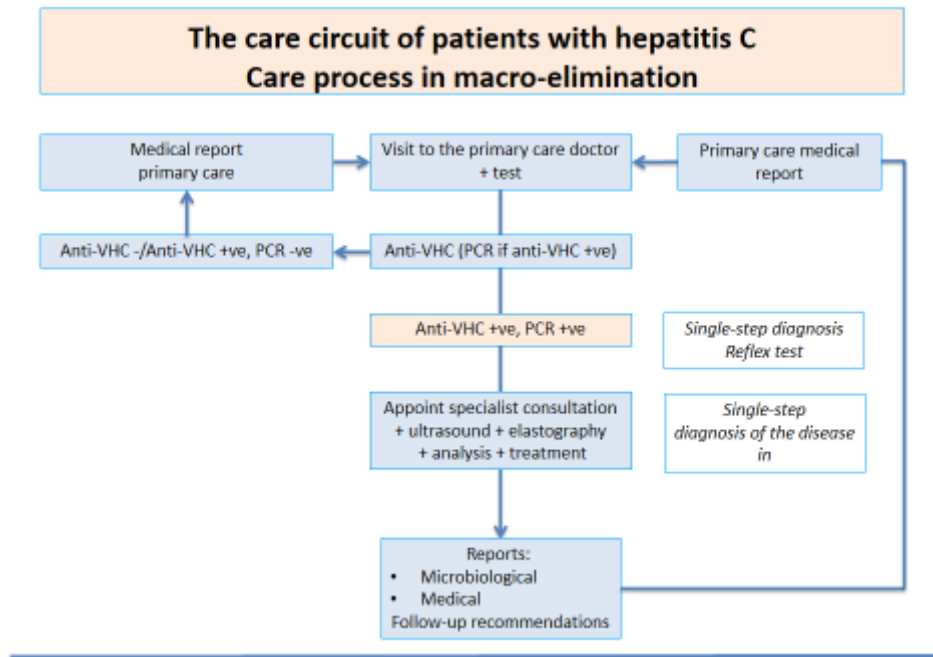 The care circuit of patients with hepatitis C
Care process in macro-elimination
Medical report
primary care
Visit to the primary care doctor
+ test
Primary care medical
report
Anti-VHC -/Anti-VHC +ve, PCR -ve
Anti-VHC (PCR if anti-VHC +ve)
Anti-VHC +ve, PCR +ve
Single-step diagnosis
Reflex test
Appoint specialist consultation
+ ultrasound + elastography
+ analysis + treatment
Single-step
diagnosis of the disease
in
Reports:
• Microbiological
• Medical
Follow-up recommendations